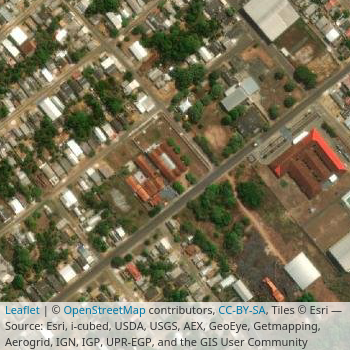 Leaflet | © OpenStreetMap contributors, CC-BY-SA, Tiles © Esri —
Source: Esri, i-cubed, USDA, USGS, AEX, GeoEye, Getmapping,
Aerogrid, IGN, IGP, UPR-EGP, and the GIS User Community